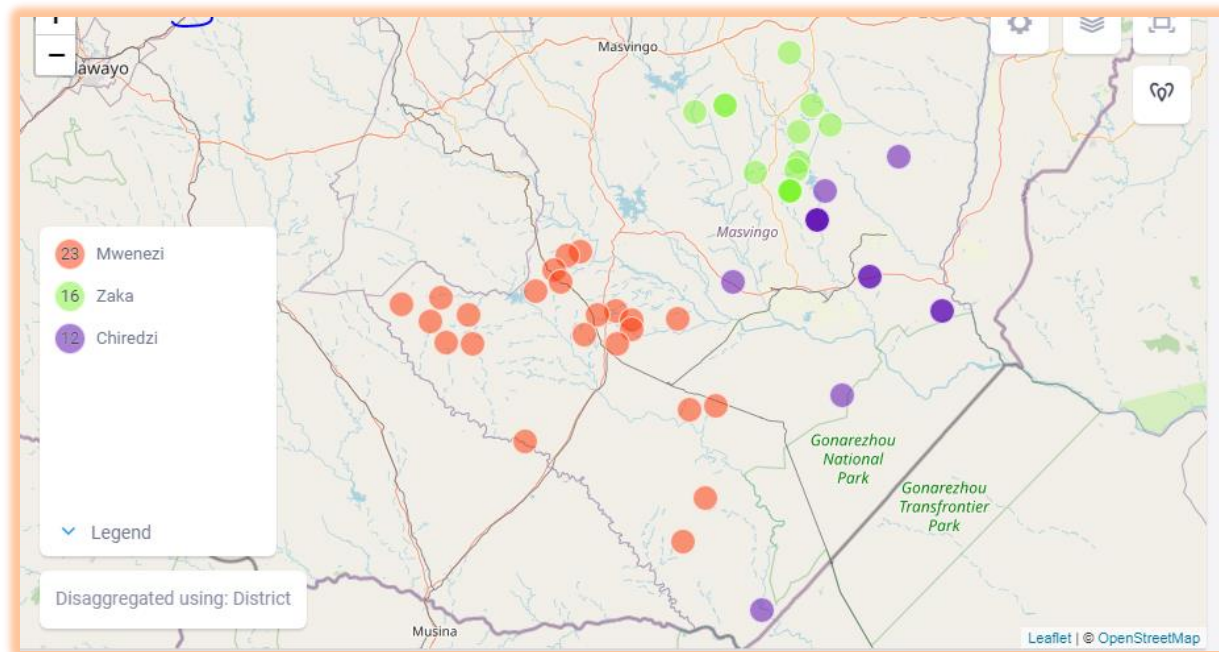 −
awayo
Masvingo
23 Mwenezi
16 Zaka
12 Chiredzi
Masvingo
Legend
Gonarezhou
National
Park
Gonarezhou
Transfrontier
Park
Disaggregated using: District
Musina
Leaflet | © OpenStreetMap